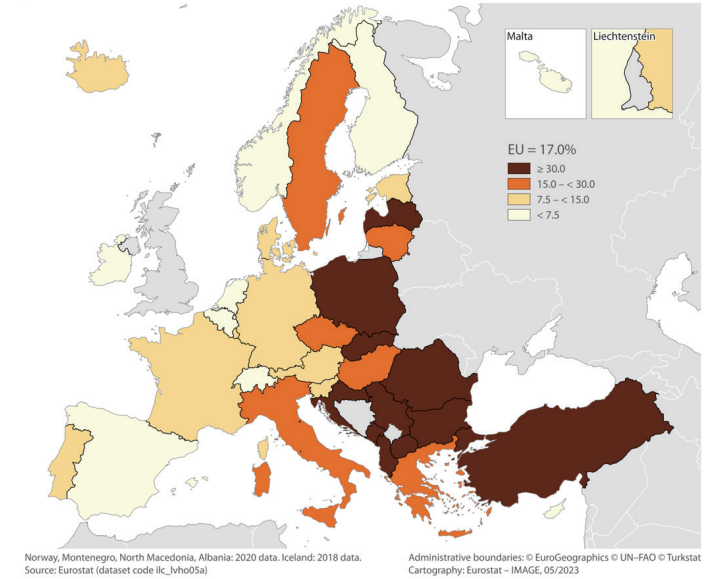 Malta
Liechtenstein
EU = 17.0%
≥ 30.0
15.0 – < 30.0
7.5 – < 15.0
< 7.5
Norway, Montenegro, North Macedonia, Albania: 2020 data. Iceland: 2018 data.
Source: Eurostat (dataset code ilc_lvho05a)
Administrative boundaries: © EuroGeographics © UN–FAO © Turkstat
Cartography: Eurostat – IMAGE, 05/2023